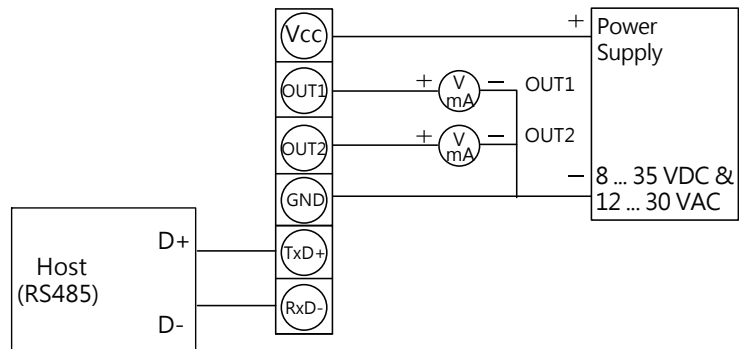 Vcc
+
Power
Supply
OUT1
+
V
mA
−
OUT1
OUT2
+
V
mA
−
OUT2
GND
−
8 ... 35 VDC &
12 ... 30 VAC
Host
(RS485)
D+
TxD+
D-
RxD-